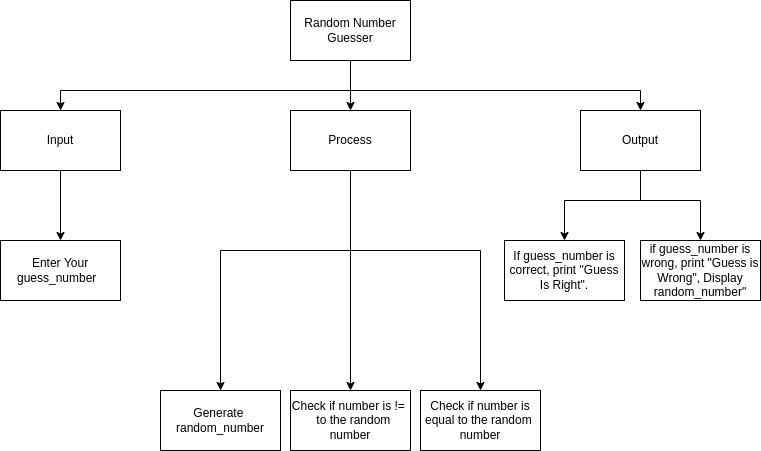 Random Number
Guesser
Input
Process
Output
Enter Your
guess_number
If guess_number is
correct, print "Guess
Is Right".
if guess_number is
wrong, print "Guess is
Wrong", Display
random_number"
Generate
random_number
Check if number is !=
to the random
number
Check if number is
equal to the random
number